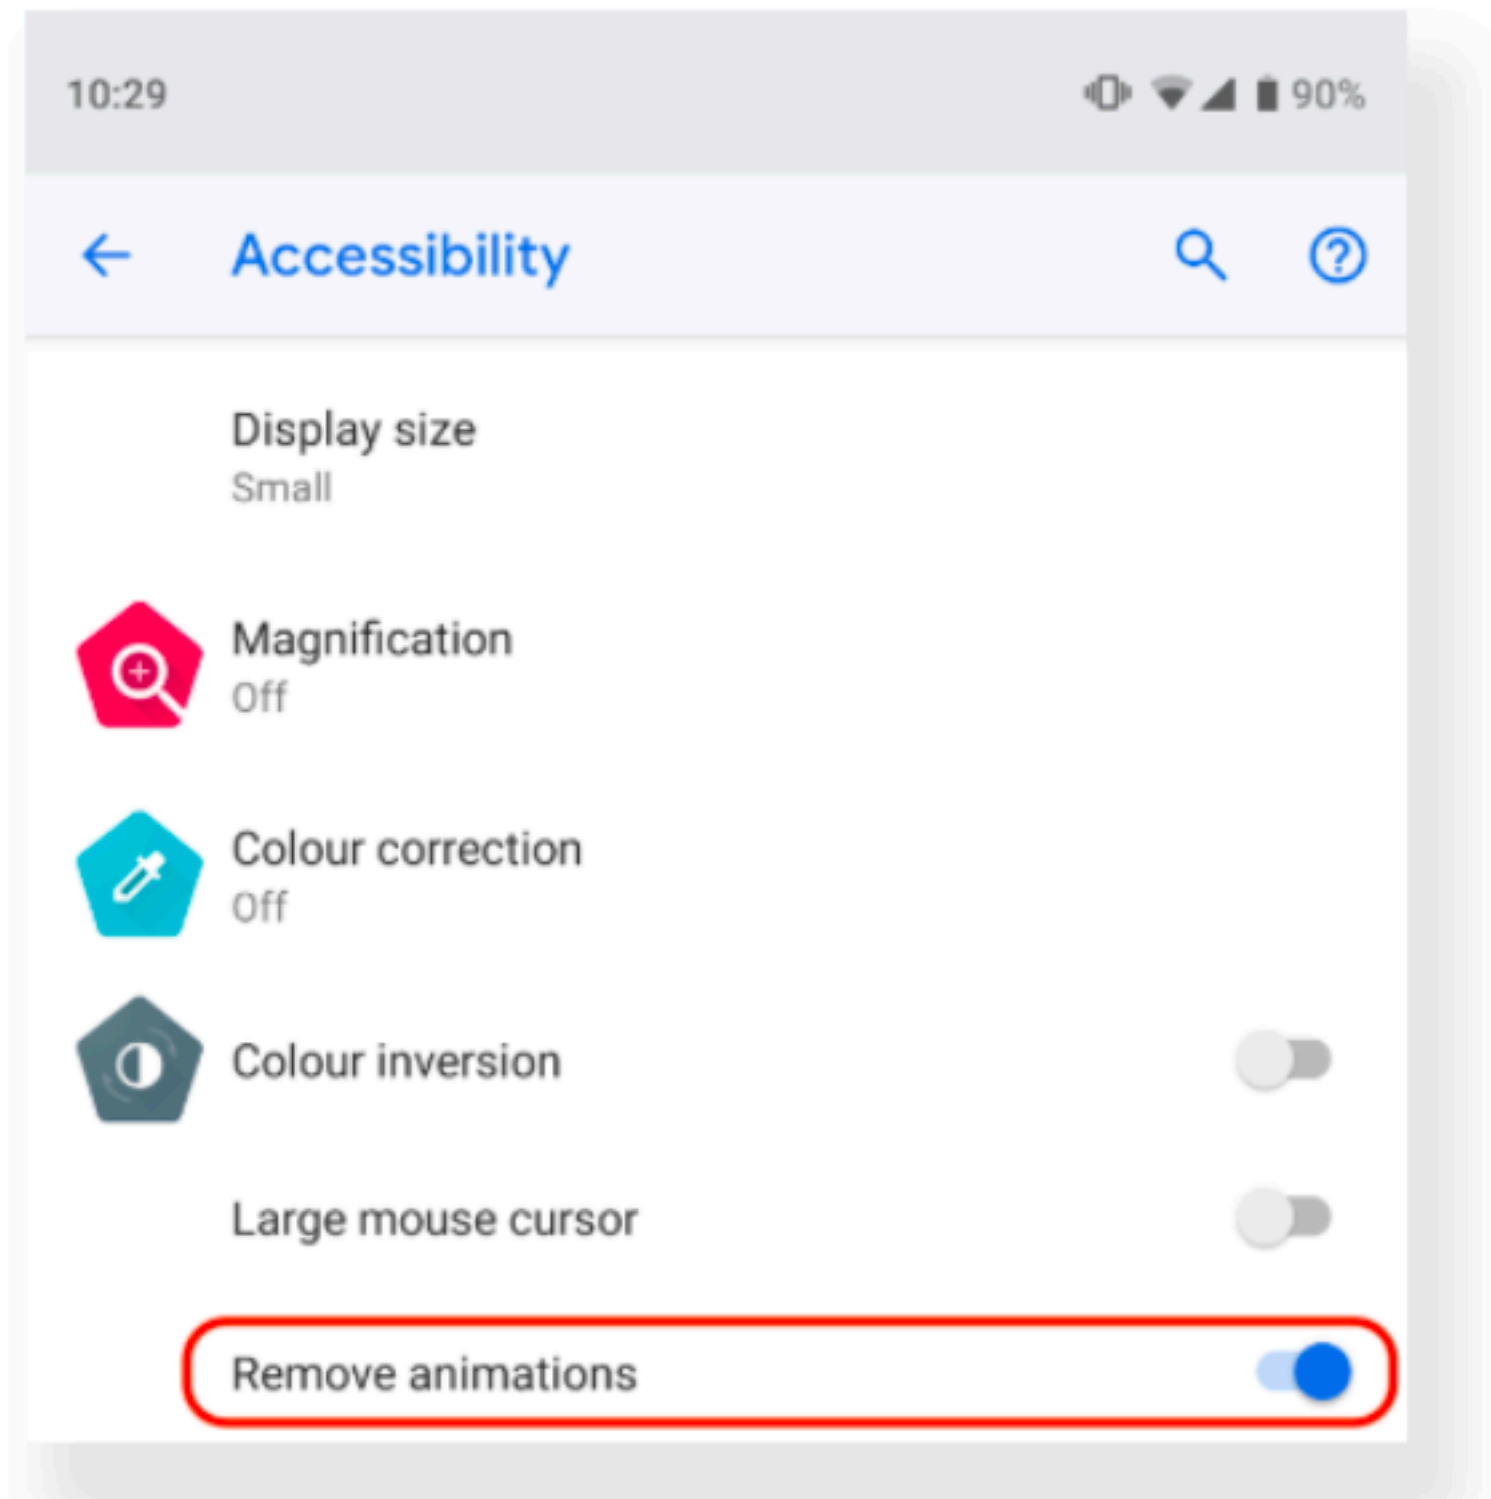 10:29 90%
Accessibility
Display size
Small
Magnification
Off
Colour correction
Off
Colour inversion
Large mouse cursor
Remove animations